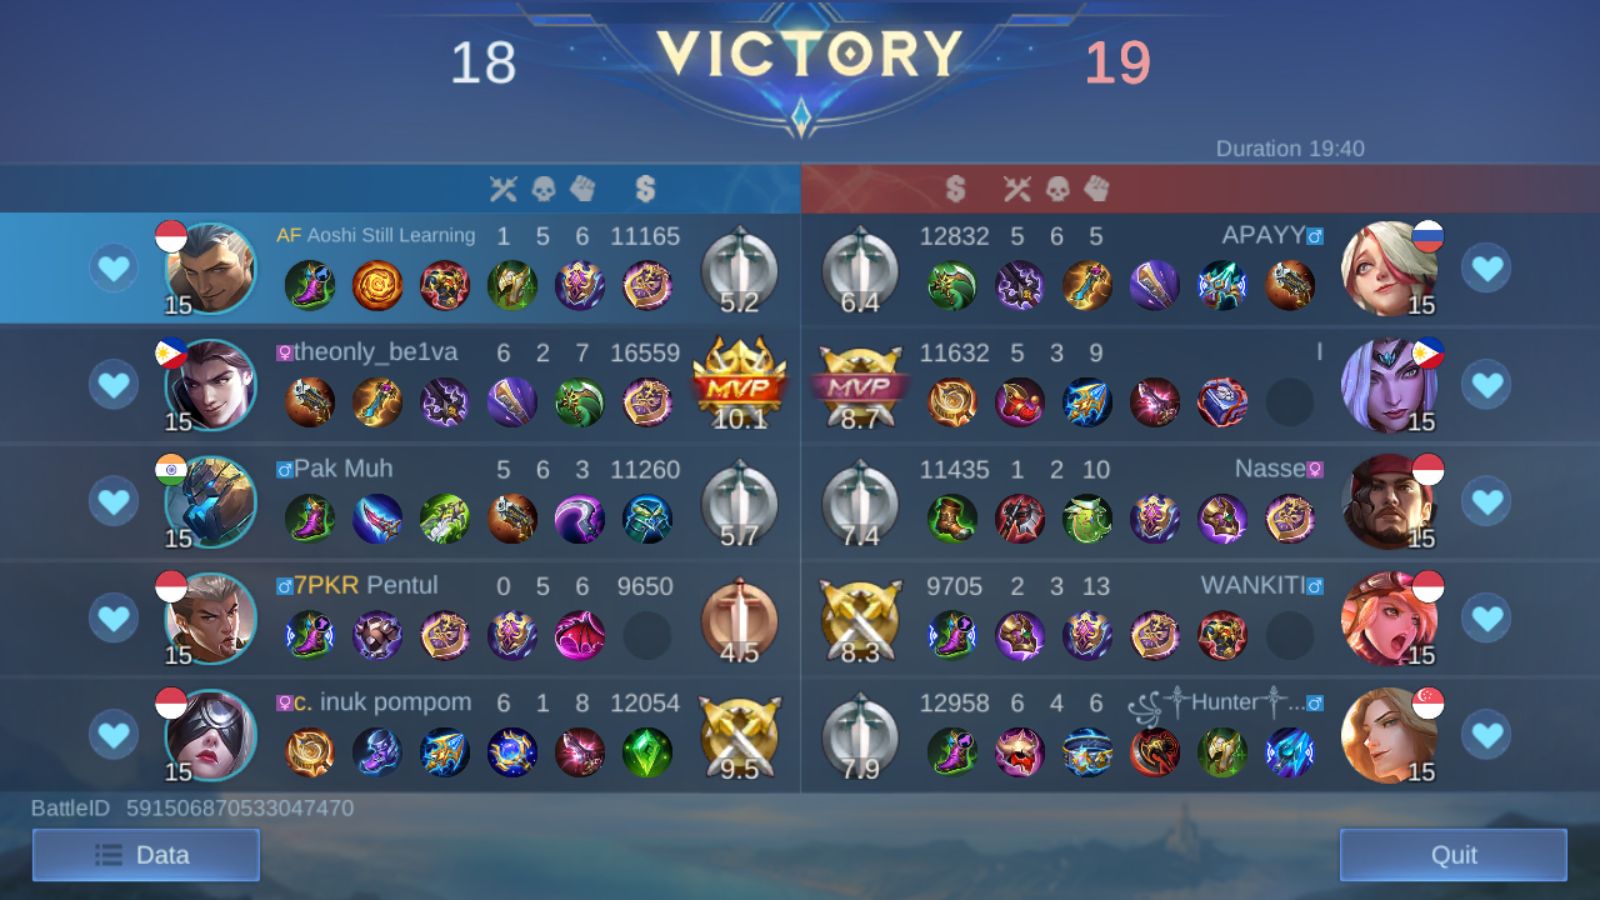 18 VICTORY 19
Duration 19:40
AF Aoshi Still Learning 1 5 6 11165
15 5.2
12832 5 6 5 APAYY
6.4 15
theonly_be1va 6 2 7 16559
15 MVP 10.1
11632 5 3 9 l
MVP 8.7 15
Pak Muh 5 6 3 11260
15 5.7
11435 1 2 10 Nasse
7.4 15
7PKR Pentul 0 5 6 9650
15 4.5
9705 2 3 13 WANKITI
8.3 15
c. inuk pompom 6 1 8 12054
15 9.5
12958 6 4 6 ꧁༒Hunter༒...
7.9 15
BattleID 591506870533047470
Data
Quit